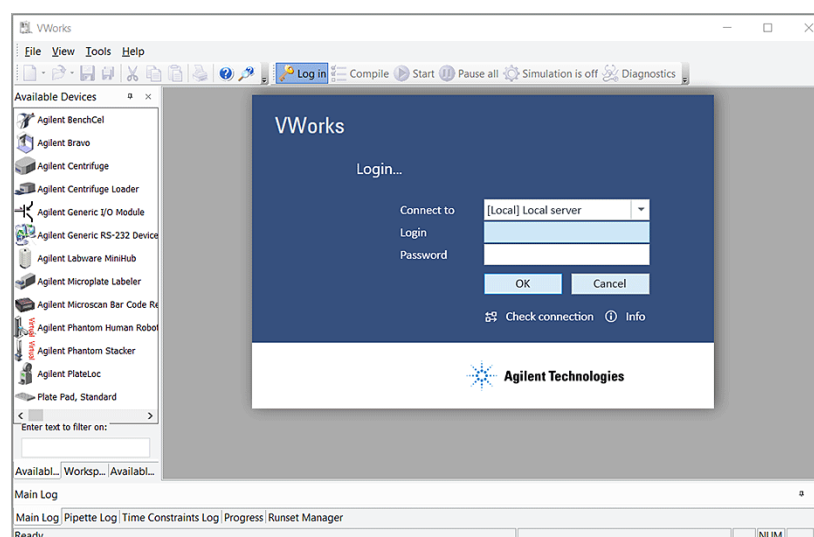 VWorks
File View Tools Help
Log in Compile Start Pause all Simulation is off Diagnostics
Available Devices
Agilent BenchCel
Agilent Bravo
Agilent Centrifuge
Agilent Centrifuge Loader
Agilent Generic I/O Module
Agilent Generic RS-232 Device
Agilent Labware MiniHub
Agilent Microplate Labeler
Agilent Microscan Bar Code Re
Agilent Phantom Human Robot
Virtual
Agilent Phantom Stacker
Virtual
Agilent PlateLoc
Plate Pad, Standard
Enter text to filter on:
Availabl... Worksp... Availabl...
VWorks
Login...
Connect to [Local] Local server
Login
Password
OK Cancel
Check connection Info
Agilent Technologies
Main Log
Main Log Pipette Log Time Constraints Log Progress Runset Manager
Ready NUM